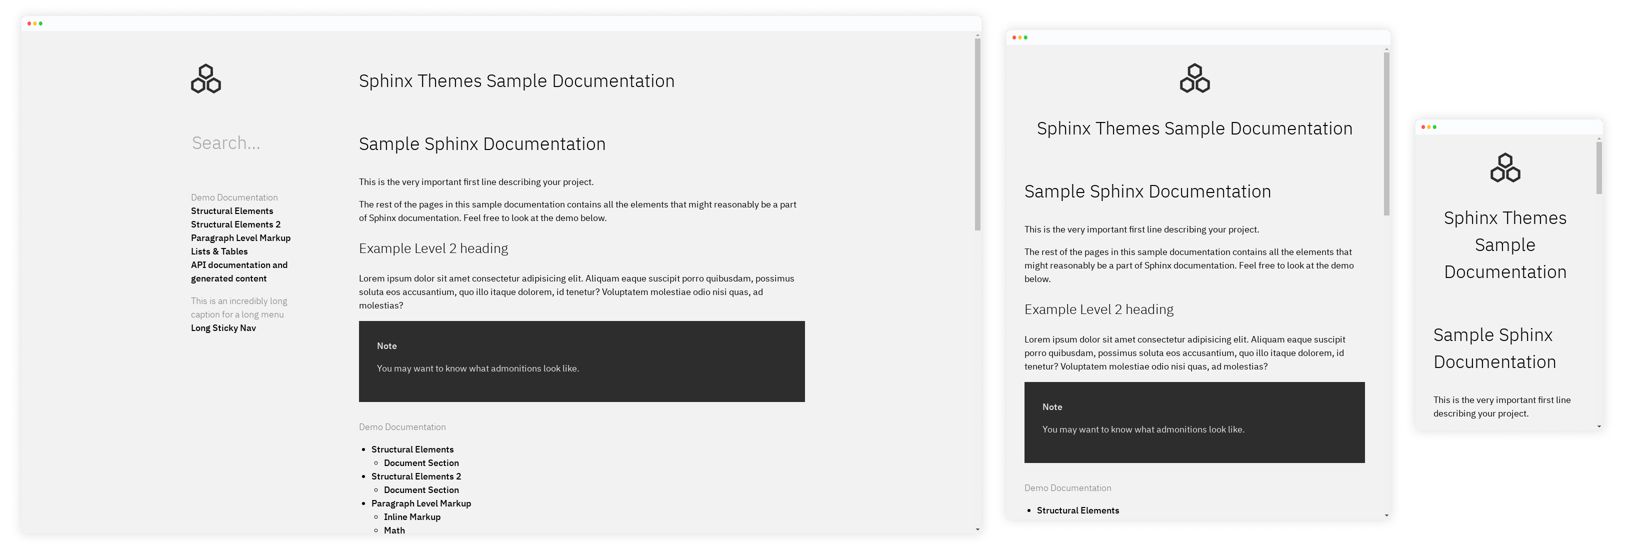 Search...
Demo Documentation
Structural Elements
Structural Elements 2
Paragraph Level Markup
Lists & Tables
API documentation and
generated content
This is an incredibly long
caption for a long menu
Long Sticky Nav
Sphinx Themes Sample Documentation
Sample Sphinx Documentation
This is the very important first line describing your project.
The rest of the pages in this sample documentation contains all the elements that might reasonably be a part
of Sphinx documentation. Feel free to look at the demo below.
Example Level 2 heading
Lorem ipsum dolor sit amet consectetur adipisicing elit. Aliquam eaque suscipit porro quibusdam, possimus
soluta eos accusantium, quo illo itaque dolorem, id tenetur? Voluptatem molestiae odio nisi quas, ad
molestias?
Note
You may want to know what admonitions look like.
Demo Documentation
Structural Elements
Document Section
Structural Elements 2
Document Section
Paragraph Level Markup
Inline Markup
Math
Sphinx Themes Sample Documentation
Sample Sphinx Documentation
This is the very important first line describing your project.
The rest of the pages in this sample documentation contains all the elements that
might reasonably be a part of Sphinx documentation. Feel free to look at the demo
below.
Example Level 2 heading
Lorem ipsum dolor sit amet consectetur adipisicing elit. Aliquam eaque suscipit
porro quibusdam, possimus soluta eos accusantium, quo illo itaque dolorem, id
tenetur? Voluptatem molestiae odio nisi quas, ad molestias?
Note
You may want to know what admonitions look like.
Demo Documentation
Structural Elements
Sphinx Themes
Sample
Documentation
Sample Sphinx
Documentation
This is the very important first line
describing your project.